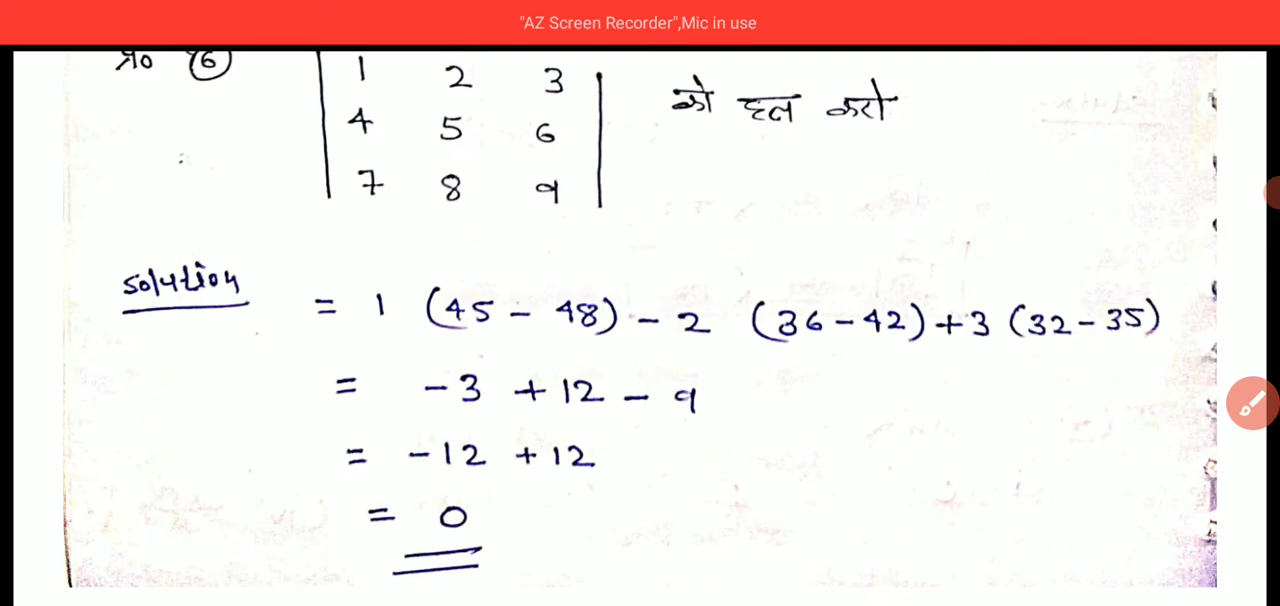 "AZ Screen Recorder",Mic in use
प्र० 76
1 2 3
4 5 6 को हल करो
7 8 9
Solution
= 1 (45 - 48) - 2 (36 - 42) + 3 (32 - 35)
= -3 + 12 - 9
= -12 + 12
= 0